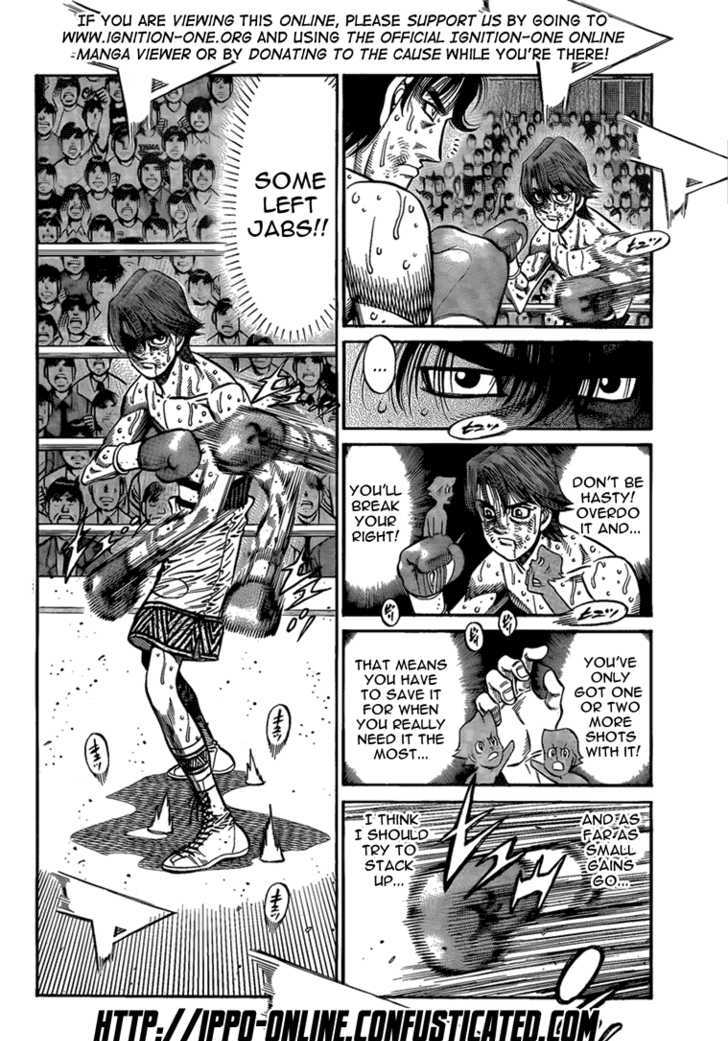 IF YOU ARE VIEWING THIS ONLINE, PLEASE SUPPORT US BY GOING TO
WWW.IGNITION-ONE.ORG AND USING THE OFFICIAL IGNITION-ONE ONLINE
MANGA VIEWER OR BY DONATING TO THE CAUSE WHILE YOU'RE THERE!
...
DON'T BE
HASTY!
OVERDO
IT AND...
YOU'LL
BREAK
YOUR
RIGHT!
YOU'VE
ONLY
GOT ONE
OR TWO
MORE
SHOTS
WITH IT!
THAT MEANS
YOU HAVE
TO SAVE IT
FOR WHEN
YOU REALLY
NEED IT THE
MOST...
AND AS
FAR AS
SMALL
GAINS
GO...
I THINK
I SHOULD
TRY TO
STACK
UP...
SOME
LEFT
JABS!!
HTTP://IPPO-ONLINE.CONFUSTICATED.COM